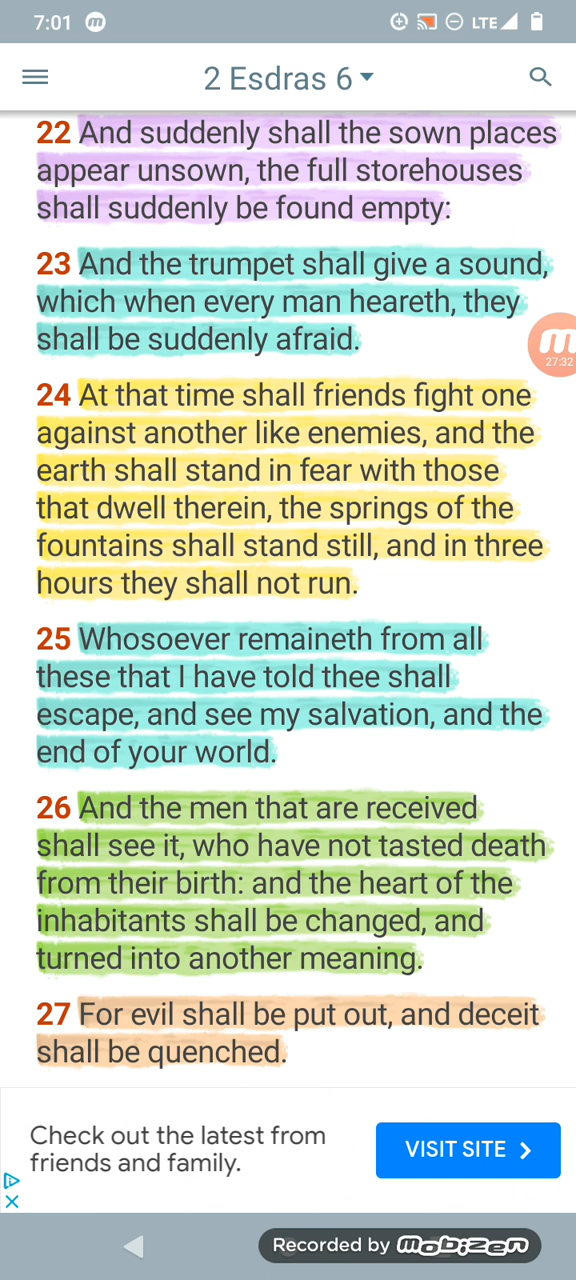 7:01 m LTE
2 Esdras 6
22 And suddenly shall the sown places
appear unsown, the full storehouses
shall suddenly be found empty:
23 And the trumpet shall give a sound,
which when every man heareth, they
shall be suddenly afraid.
m
27:32
24 At that time shall friends fight one
against another like enemies, and the
earth shall stand in fear with those
that dwell therein, the springs of the
fountains shall stand still, and in three
hours they shall not run.
25 Whosoever remaineth from all
these that I have told thee shall
escape, and see my salvation, and the
end of your world.
26 And the men that are received
shall see it, who have not tasted death
from their birth: and the heart of the
inhabitants shall be changed, and
turned into another meaning.
27 For evil shall be put out, and deceit
shall be quenched.
Check out the latest from
friends and family.
VISIT SITE
Recorded by mobizen